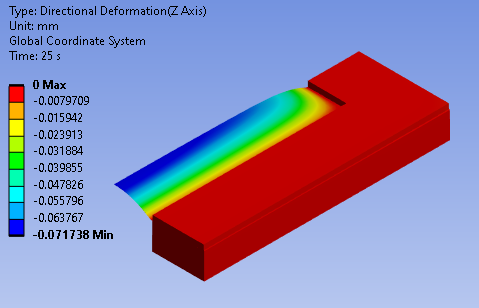 Type: Directional Deformation(Z Axis)
Unit: mm
Global Coordinate System
Time: 25 s
0 Max
-0.0079709
-0.015942
-0.023913
-0.031884
-0.039855
-0.047826
-0.055796
-0.063767
-0.071738 Min